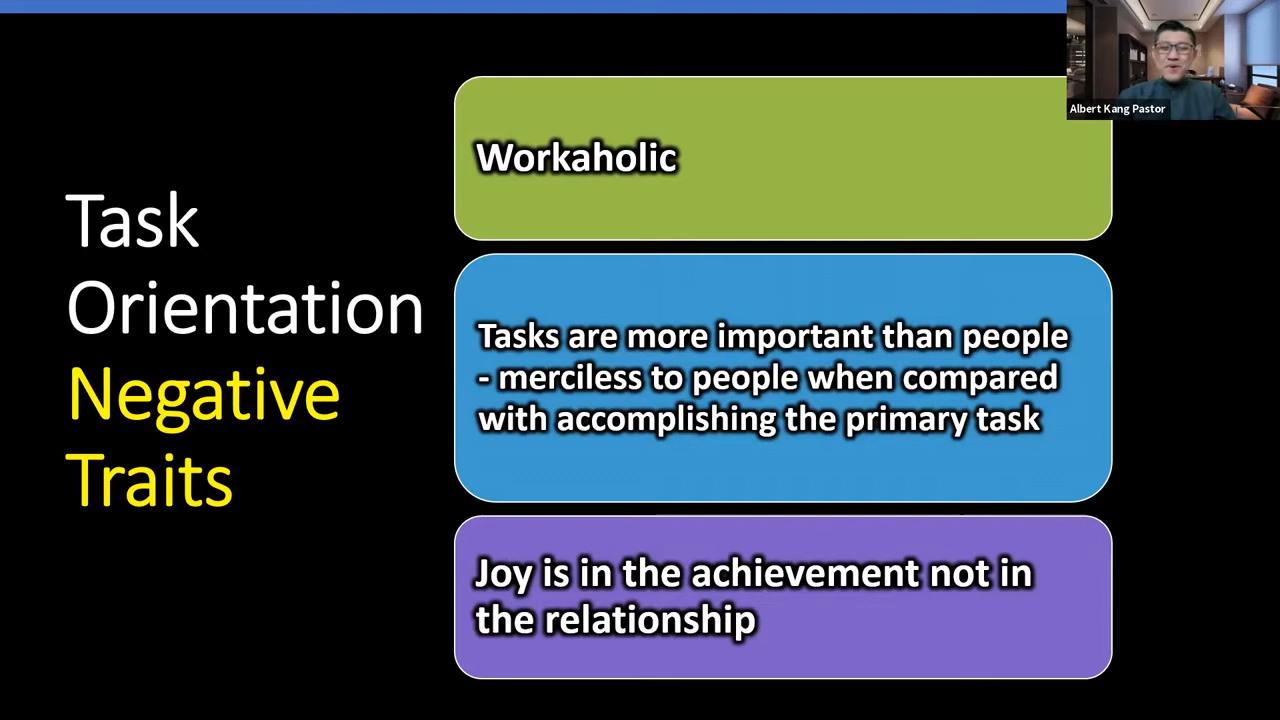 Task
Orientation
Negative
Traits
Workaholic
Tasks are more important than people
- merciless to people when compared
with accomplishing the primary task
Joy is in the achievement not in
the relationship
Albert Kang Pastor